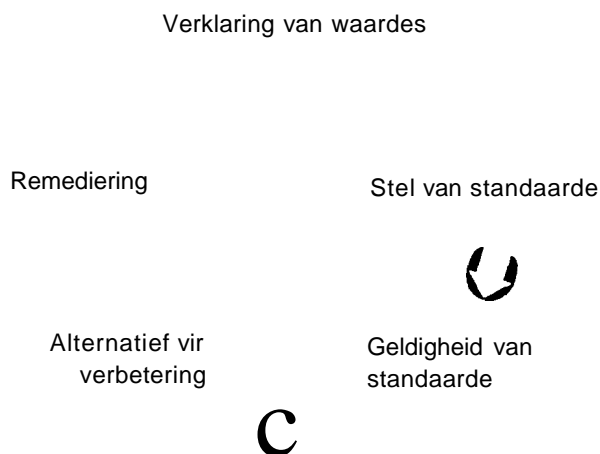 Verklaring van waardes
Remediering
Stel van standaarde
Alternatief vir
verbetering
Geldigheid van
standaarde
c